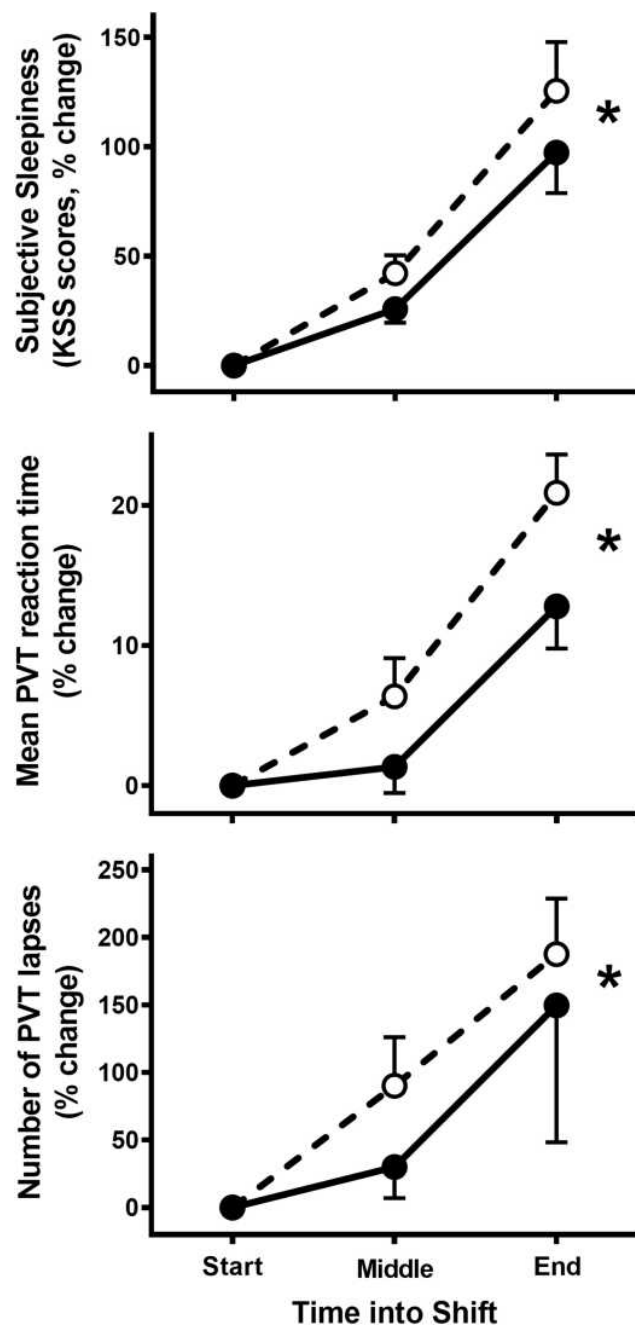 Subjective Sleepiness
(KSS scores, % change)
150
100
50
0
*
Mean PVT reaction time
(% change)
20
10
0
*
Number of PVT lapses
(% change)
250
200
150
100
50
0
*
Start Middle End
Time into Shift